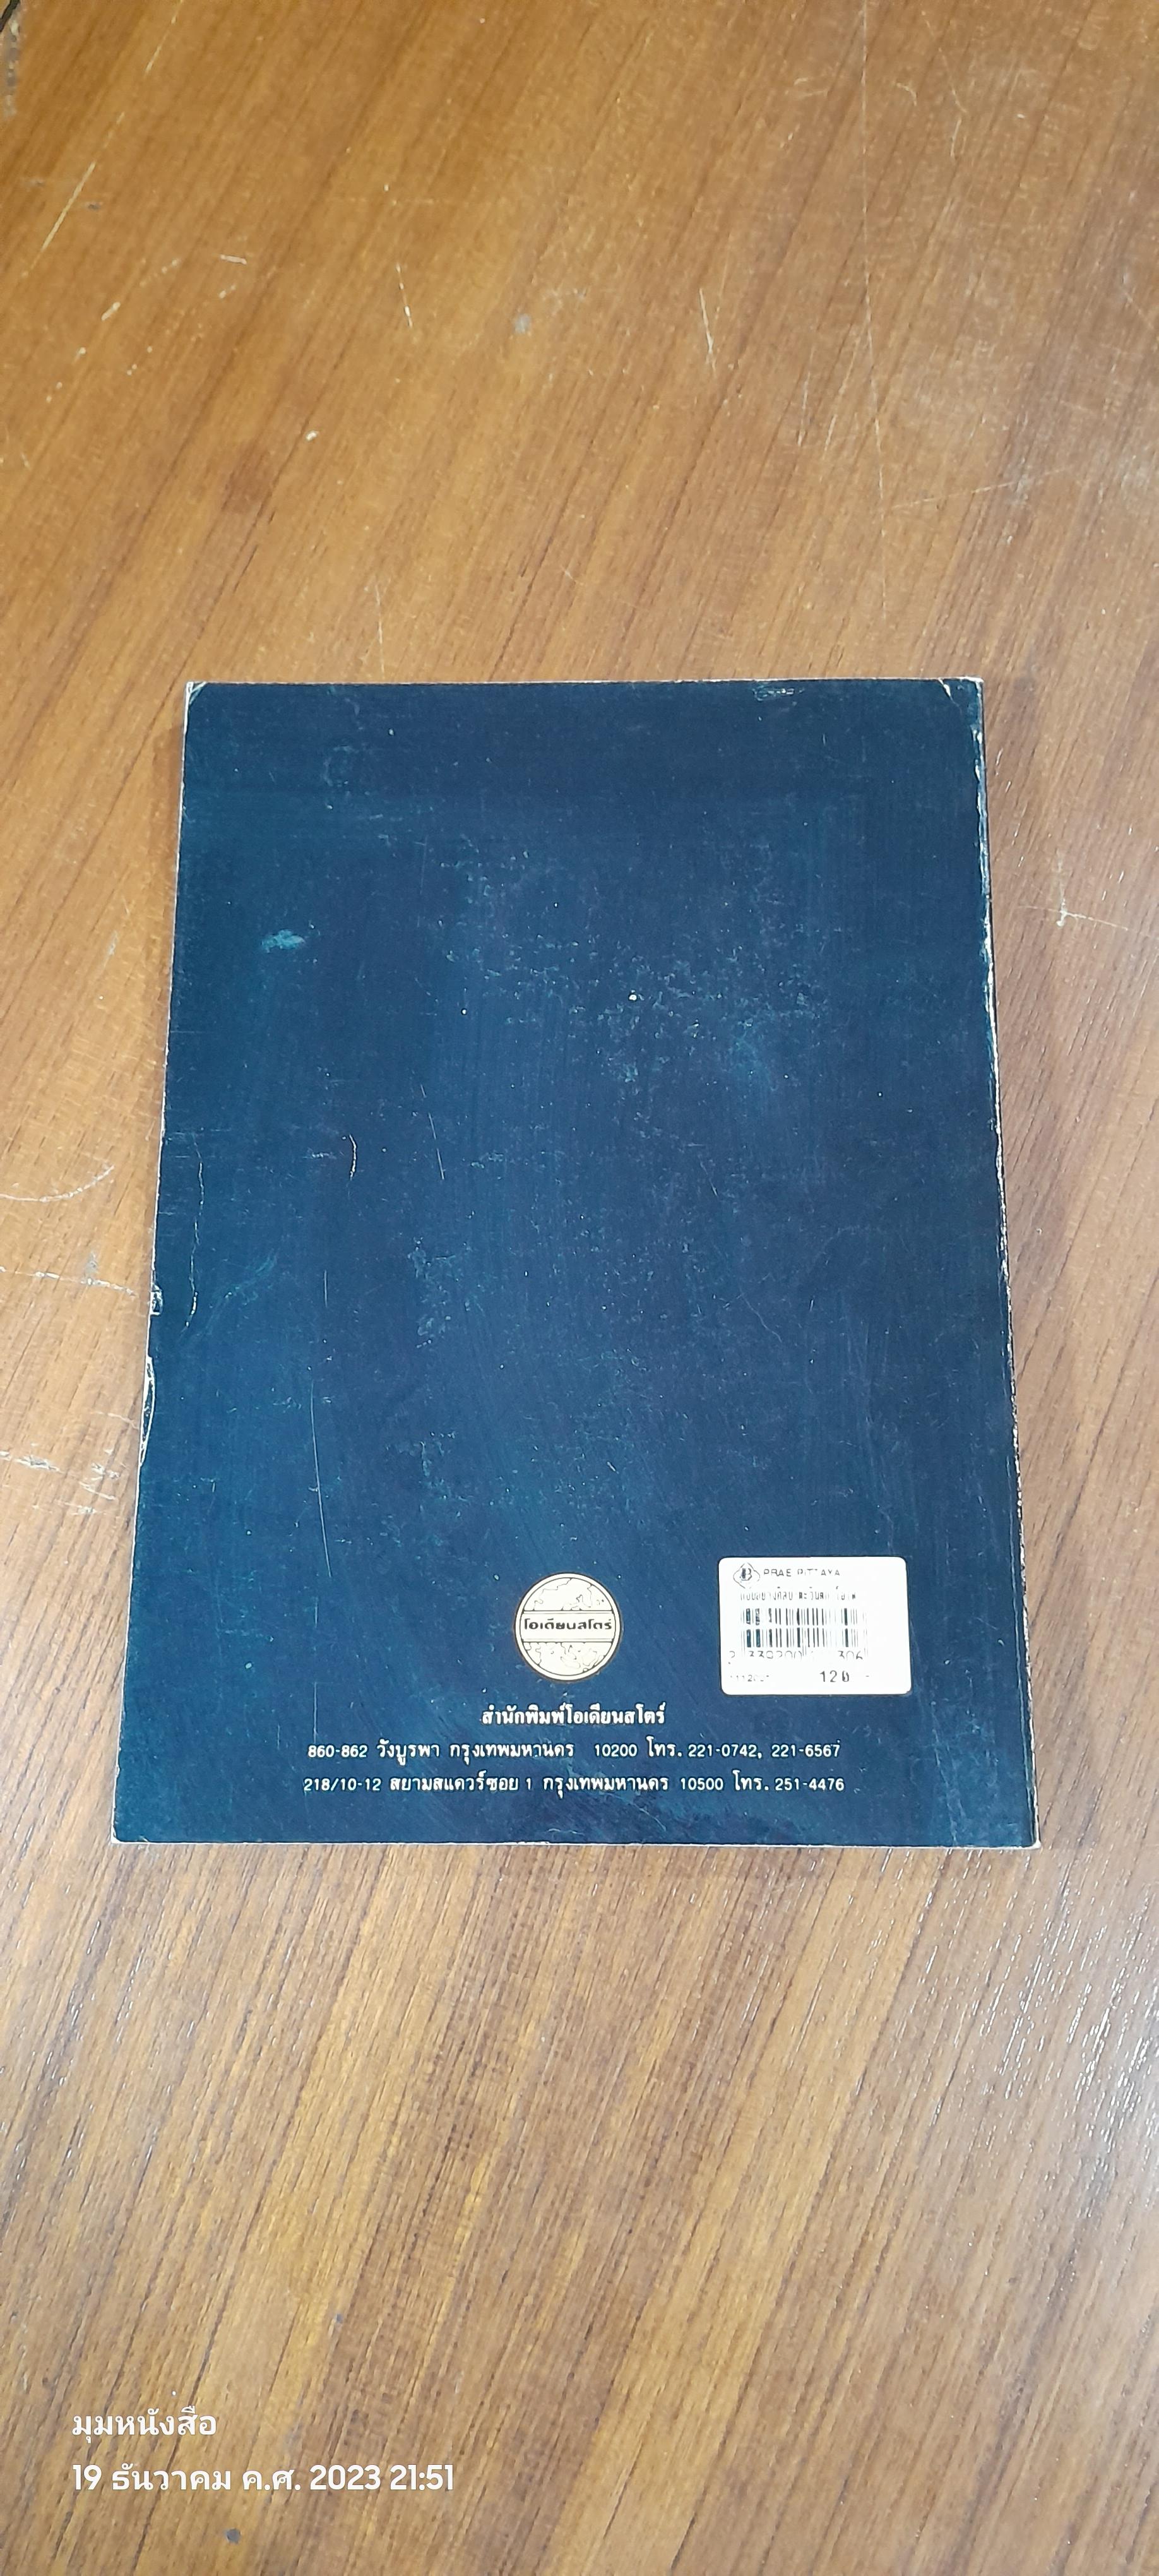 โอเดียนสโตร์
PRAE PITTAYA
120
สำนักพิมพ์โอเดียนสโตร์
860-862 วังบูรพา กรุงเทพมหานคร 10200 โทร. 221-0742, 221-6567
218/10-12 สยามสแควร์ซอย 1 กรุงเทพมหานคร 10500 โทร. 251-4476
มุมหนังสือ
19 ธันวาคม ค.ศ. 2023 21:51